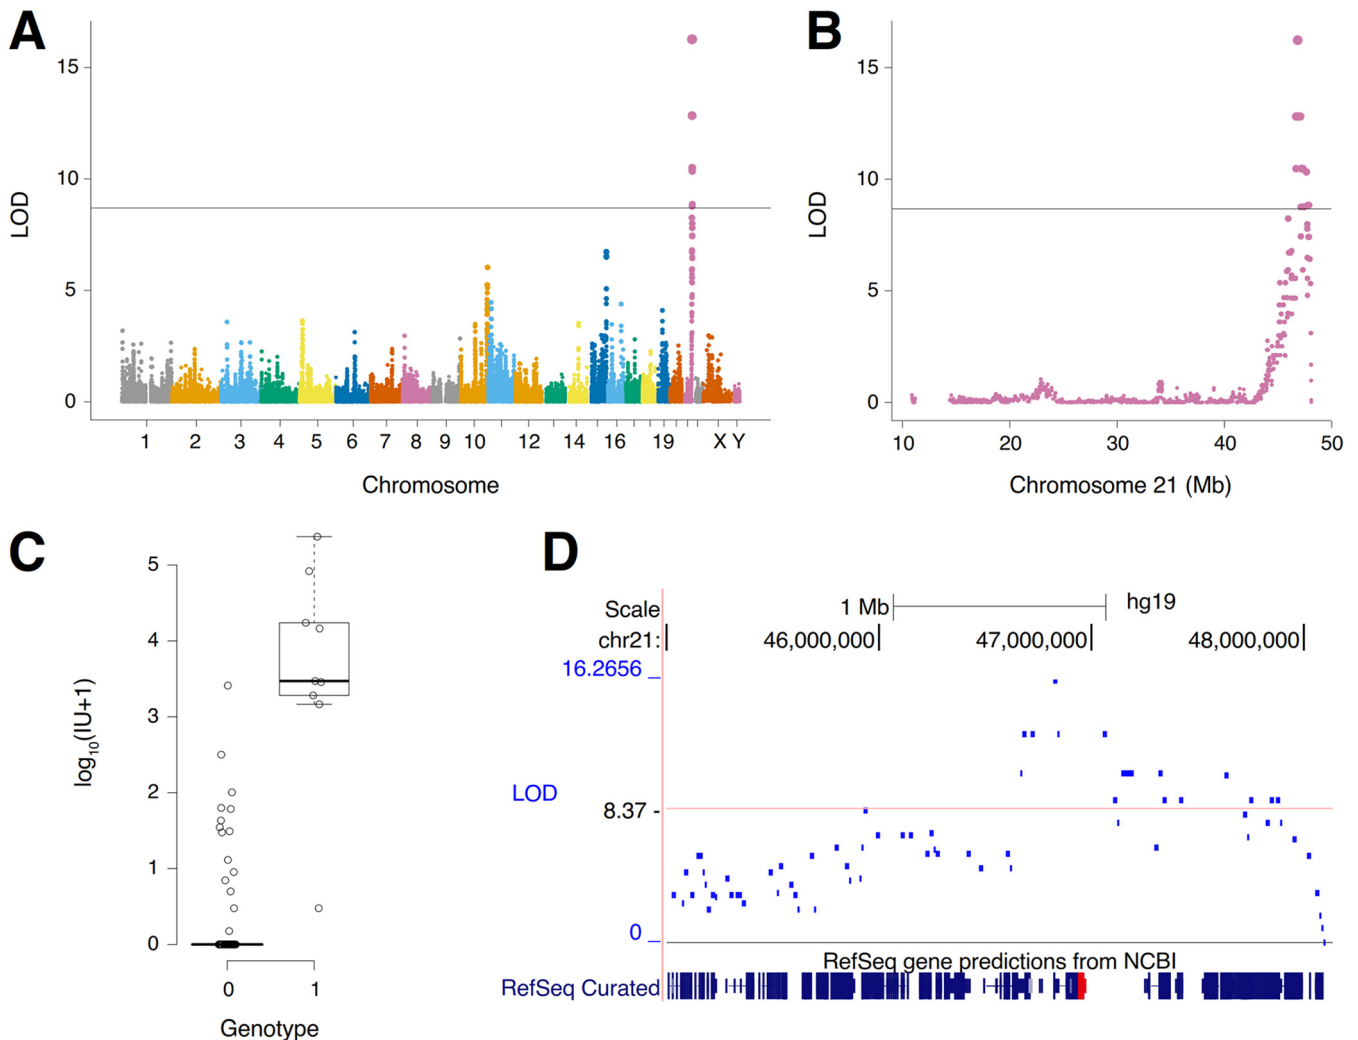 A
LOD
15
10
5
0
1 2 3 4 5 6 7 8 9 10 12 14 16 19 X Y
Chromosome
B
LOD
15
10
5
0
10 20 30 40 50
Chromosome 21 (Mb)
C
log10(IU+1)
5
4
3
2
1
0
0 1
Genotype
D
Scale 1 Mb hg19
chr21: 46,000,000 47,000,000 48,000,000
16.2656
LOD
8.37
0
RefSeq gene predictions from NCBI
RefSeq Curated